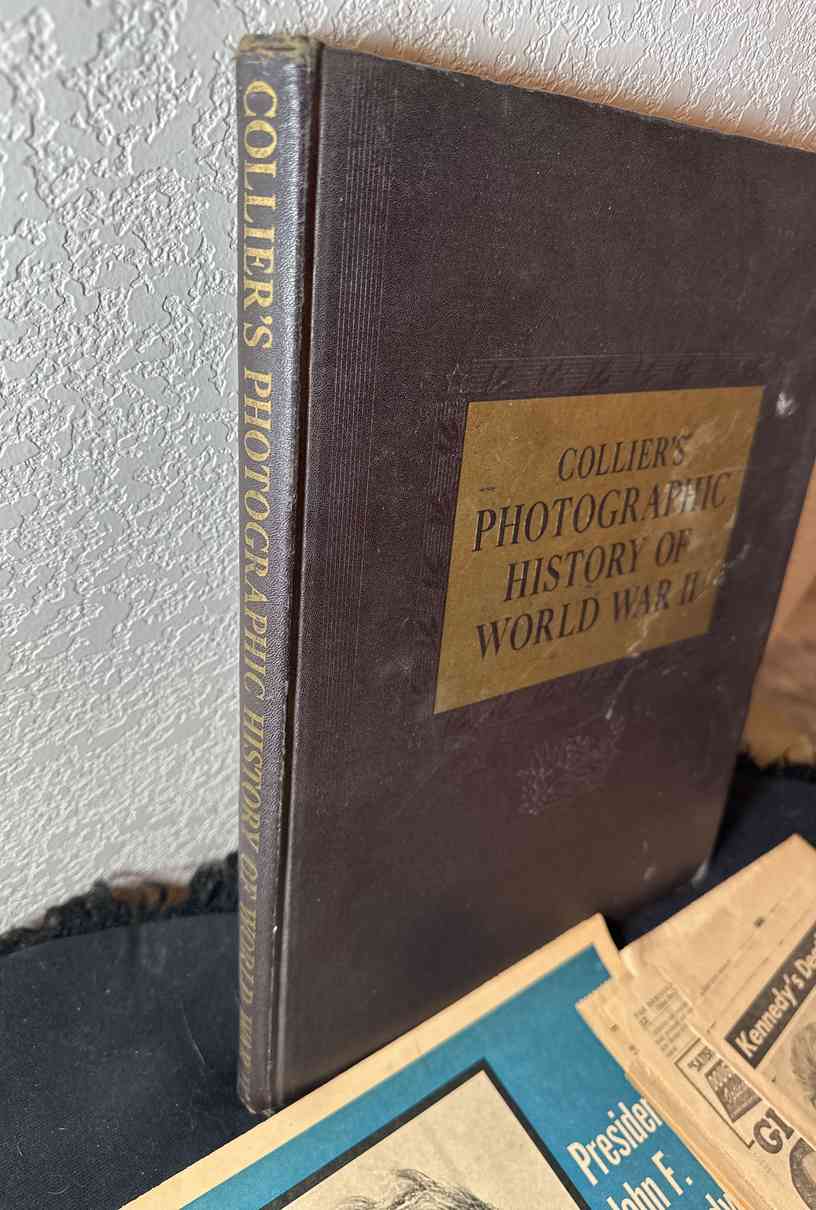 COLLIER'S PHOTOGRAPHIC HISTORY OF WORLD WAR II
COLLIER'S
PHOTOGRAPHIC
HISTORY OF
WORLD WAR II
President
John F.
Kennedy's